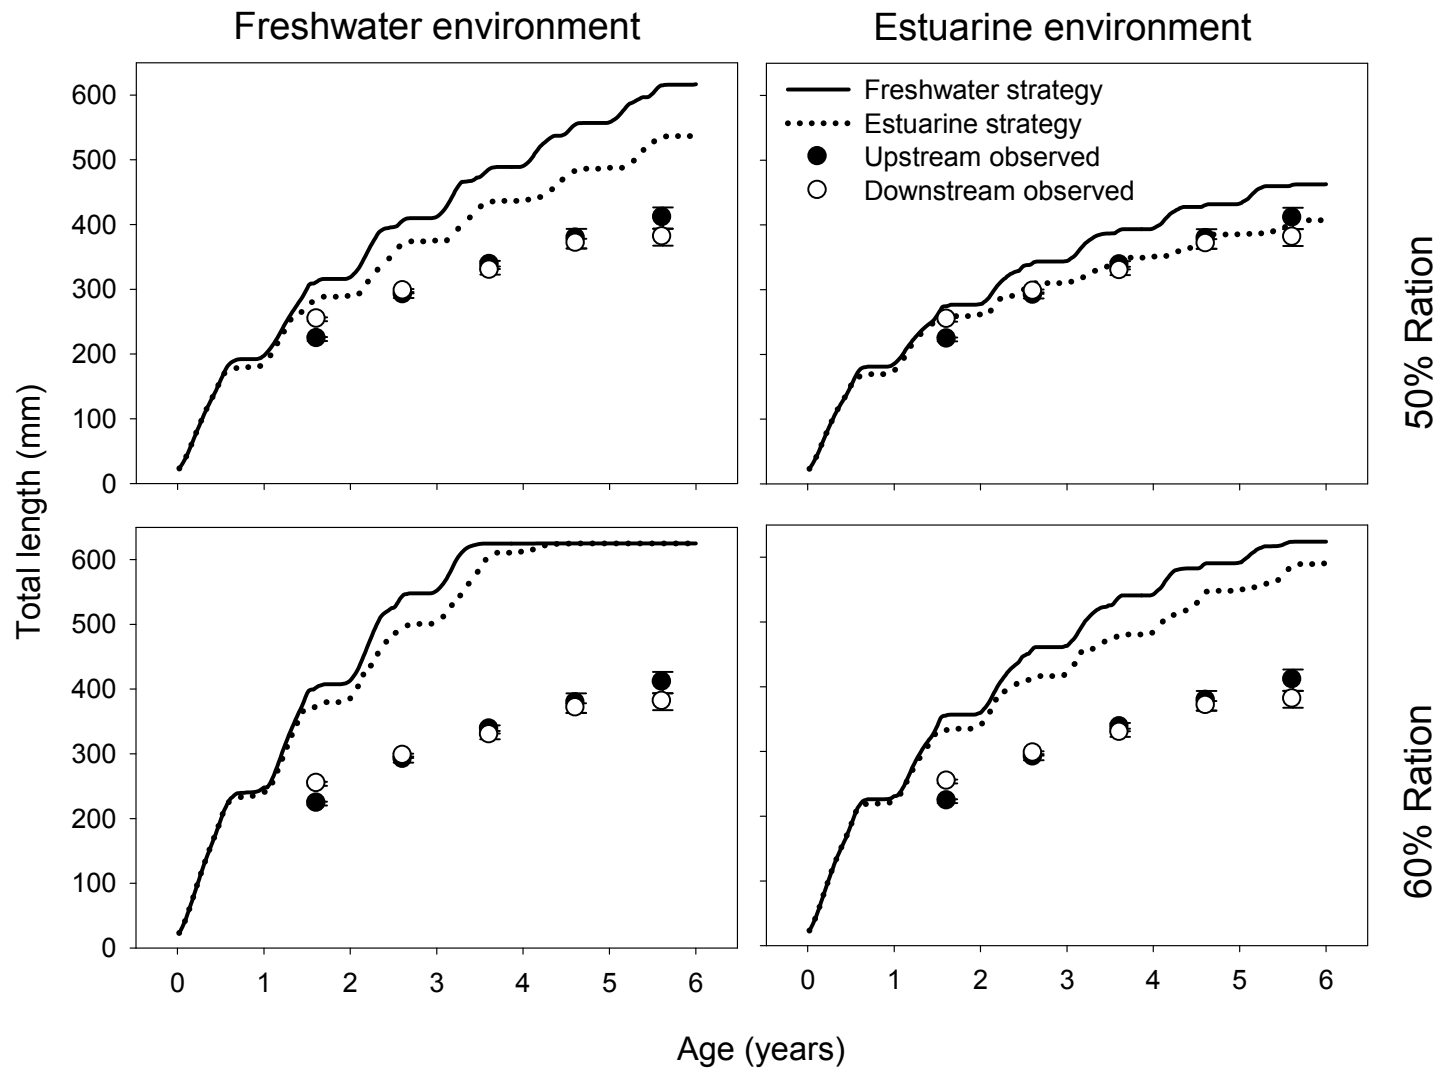 Freshwater environment
Estuarine environment
Freshwater strategy
Estuarine strategy
Upstream observed
Downstream observed
600
500
400
300
200
100
0
50% Ration
Total length (mm)
600
500
400
300
200
100
0
60% Ration
0 1 2 3 4 5 6
0 1 2 3 4 5 6
Age (years)